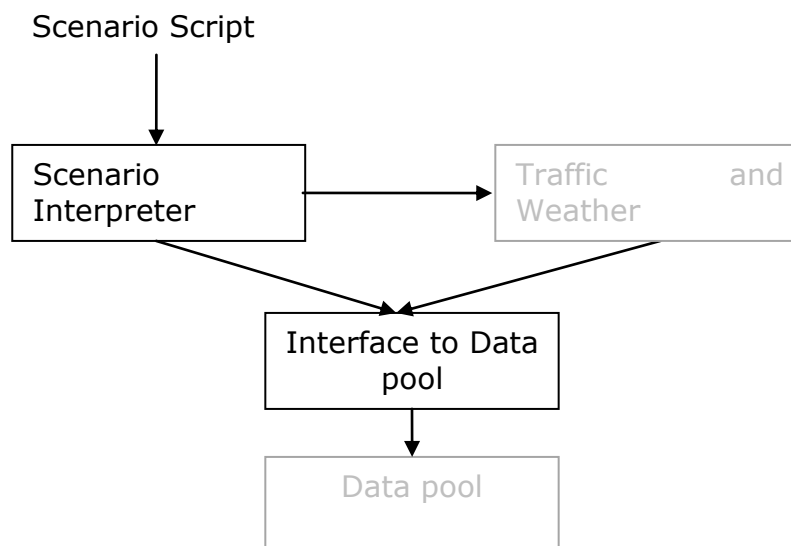 Scenario Script
Scenario
Interpreter
Traffic and
Weather
Interface to Data
pool
Data pool